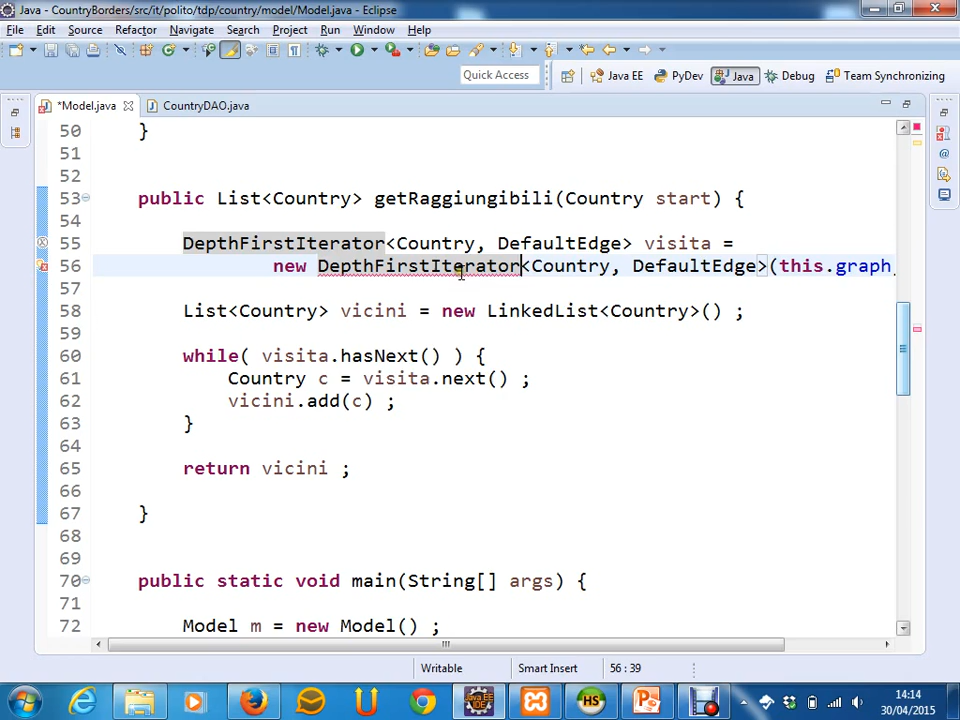 Java - CountryBorders/src/it/polito/tdp/country/model/Model.java - Eclipse
File Edit Source Refactor Navigate Search Project Run Window Help
Quick Access Java EE PyDev Java Debug Team Synchronizing
*Model.java CountryDAO.java
50 }
51
52
53 public List<Country> getRaggiungibili(Country start) {
54
55 DepthFirstIterator<Country, DefaultEdge> visita =
56 new DepthFirstIterator<Country, DefaultEdge>(this.graph
57
58 List<Country> vicini = new LinkedList<Country>() ;
59
60 while( visita.hasNext() ) {
61 Country c = visita.next() ;
62 vicini.add(c) ;
63 }
64
65 return vicini ;
66
67 }
68
69
70 public static void main(String[] args) {
71
72 Model m = new Model() ;
Writable Smart Insert 56 : 39
14:14
30/04/2015